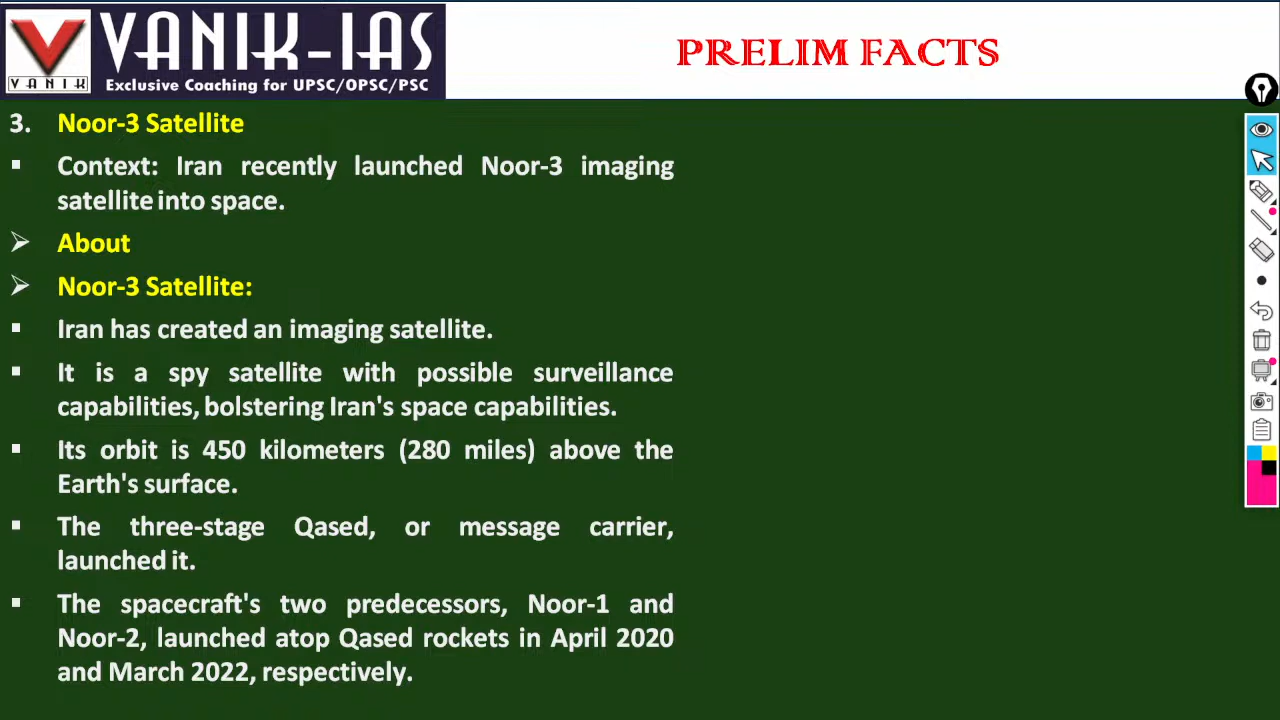 VANIK
VANIK-IAS
Exclusive Coaching for UPSC/OPSC/PSC
PRELIM FACTS
3. Noor-3 Satellite
▪ Context: Iran recently launched Noor-3 imaging
satellite into space.
➢ About
➢ Noor-3 Satellite:
▪ Iran has created an imaging satellite.
▪ It is a spy satellite with possible surveillance
capabilities, bolstering Iran's space capabilities.
▪ Its orbit is 450 kilometers (280 miles) above the
Earth's surface.
▪ The three-stage Qased, or message carrier,
launched it.
▪ The spacecraft's two predecessors, Noor-1 and
Noor-2, launched atop Qased rockets in April 2020
and March 2022, respectively.